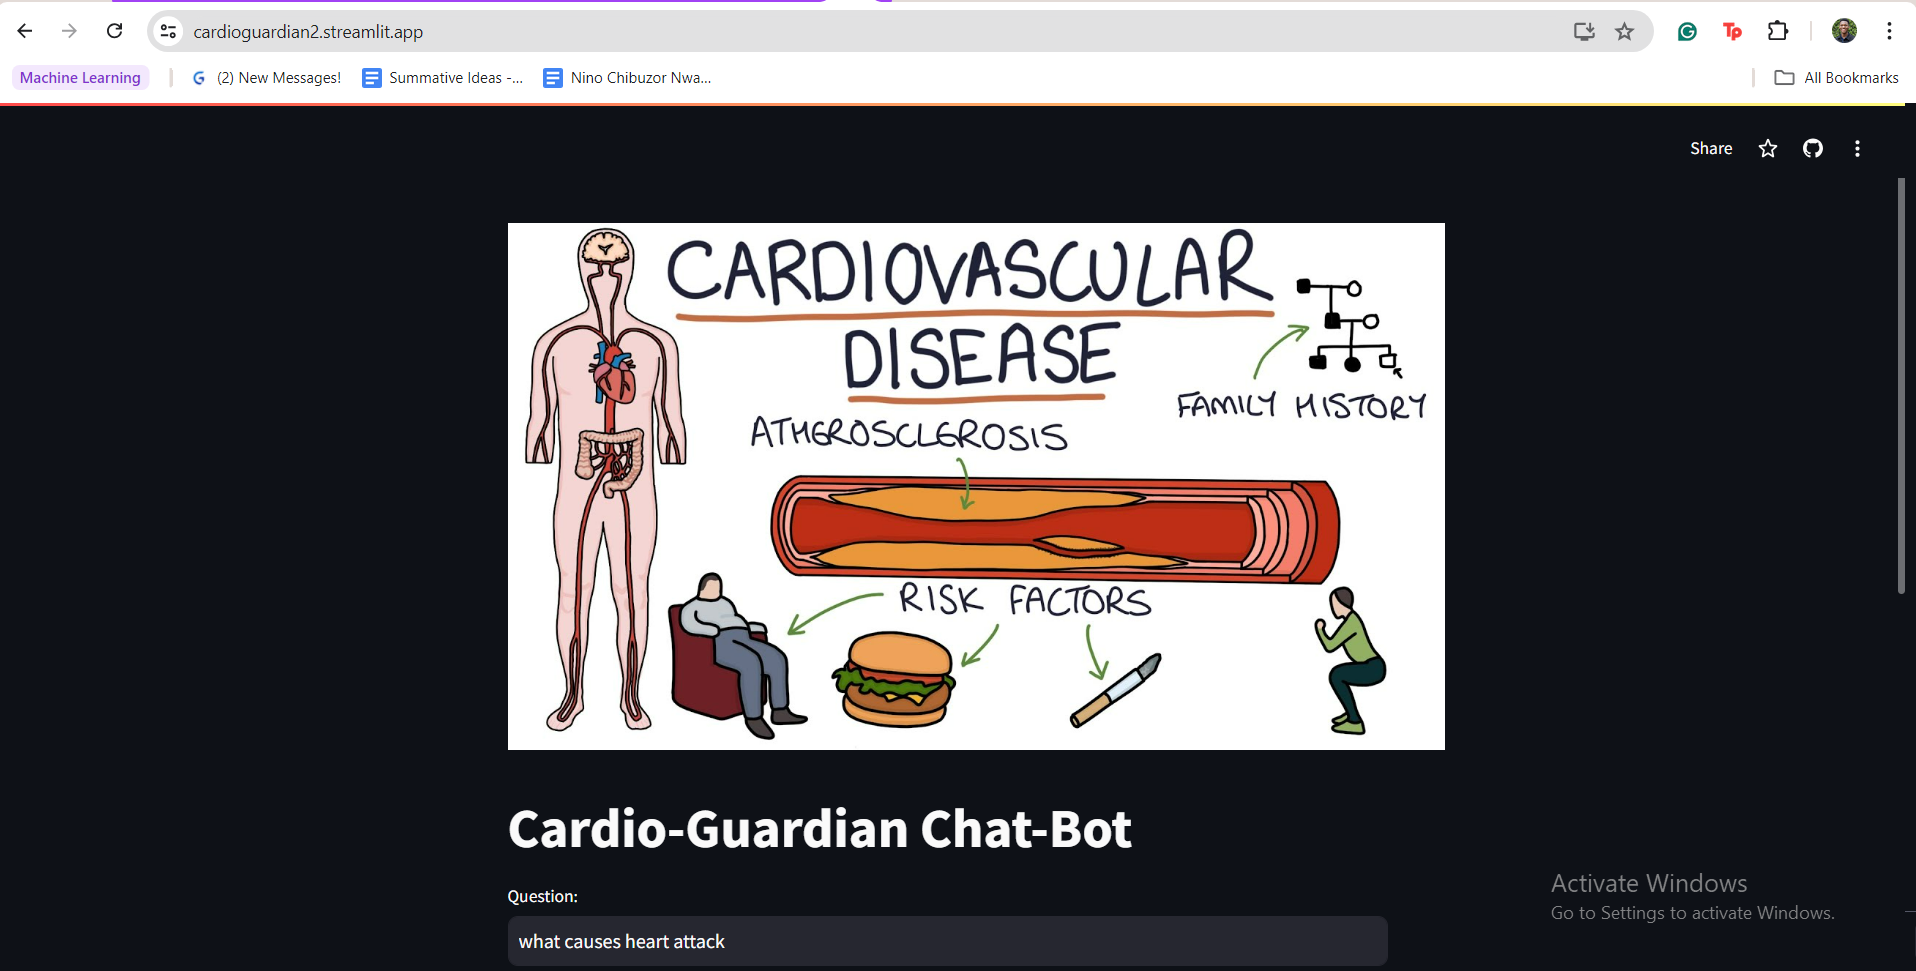 cardioguardian2.streamlit.app
Machine Learning
(2) New Messages!
Summative Ideas -...
Nino Chibuzor Nwa...
All Bookmarks
Share
CARDIOVASCULAR
DISEASE
FAMILY HISTORY
ATHEROSCLEROSIS
RISK FACTORS
Cardio-Guardian Chat-Bot
Question:
what causes heart attack
Activate Windows
Go to Settings to activate Windows.